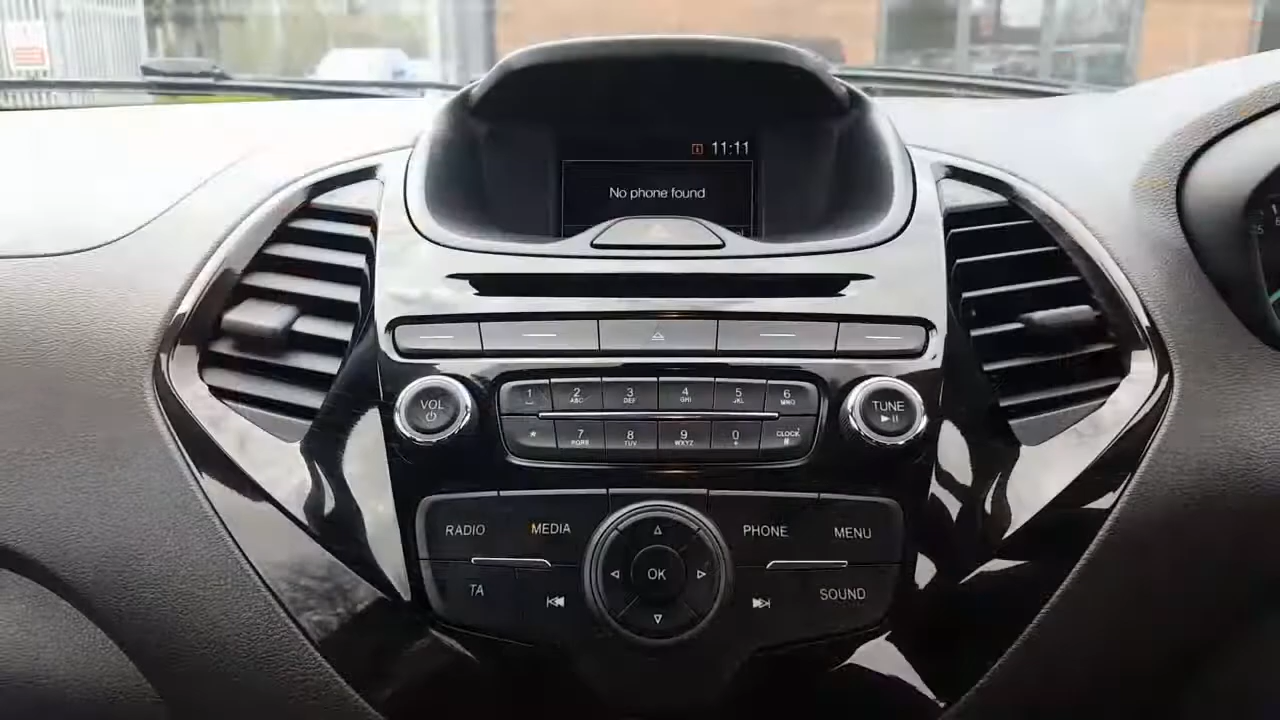 11:11
No phone found
VOL
TUNE
1 2 ABC 3 DEF 4 GHI 5 JKL 6 MNO
* 7 PQRS 8 TUV 9 WXYZ 0 + CLOCK #
RADIO MEDIA PHONE MENU
OK
TA SOUND